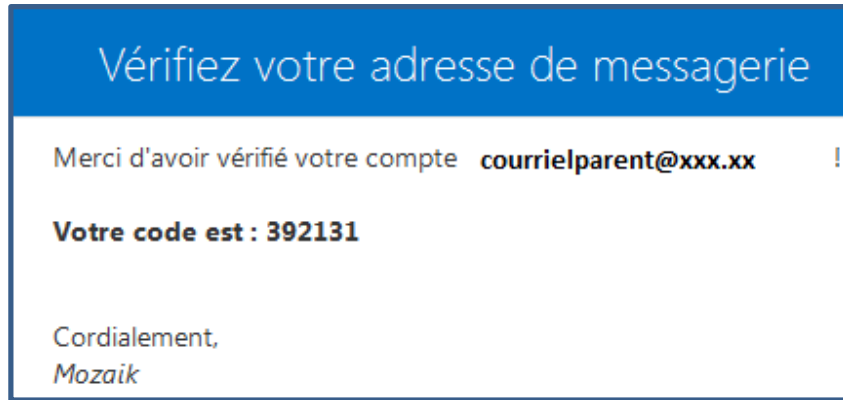 Vérifiez votre adresse de messagerie
Merci d'avoir vérifié votre compte courrielparent@xxx.xx !
Votre code est : 392131
Cordialement,
Mozaik